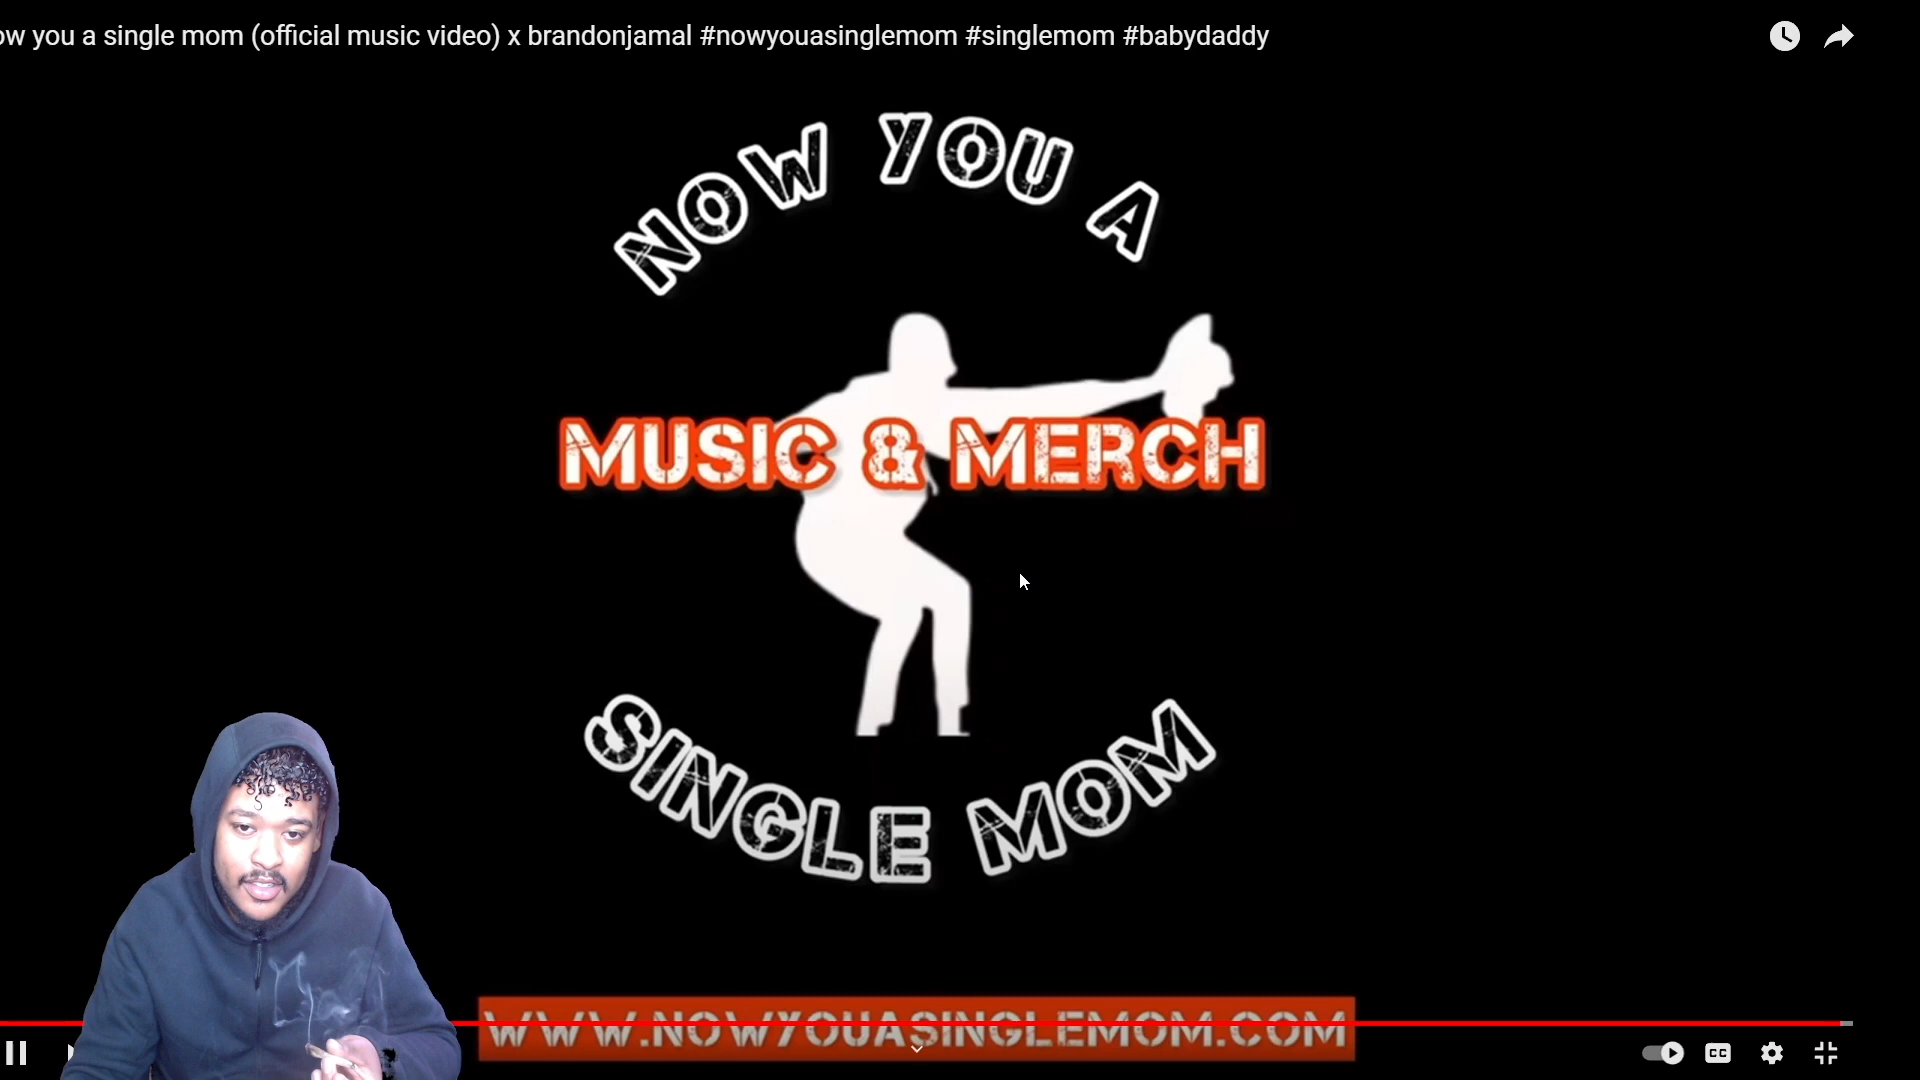 ow you a single mom (official music video) x brandonjamal #nowyouasinglemom #singlemom #babydaddy
NOW YOU A
MUSIC & MERCH
SINGLE MOM
WWW.NOWYOUASINGLEMOM.COM
CC